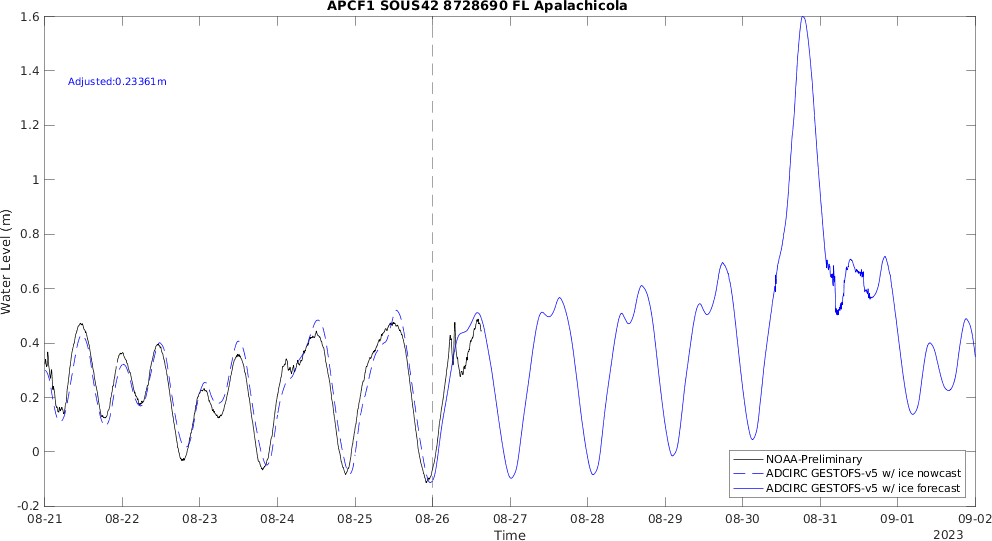 APCF1 SOUS42 8728690 FL Apalachicola
1.6
1.4
1.2
1
0.8
0.6
0.4
0.2
0
-0.2
Water Level (m)
Adjusted:0.23361m
NOAA-Preliminary
ADCIRC GESTOFS-v5 w/ ice nowcast
ADCIRC GESTOFS-v5 w/ ice forecast
08-21 08-22 08-23 08-24 08-25 08-26 08-27 08-28 08-29 08-30 08-31 09-01 09-02
Time
2023